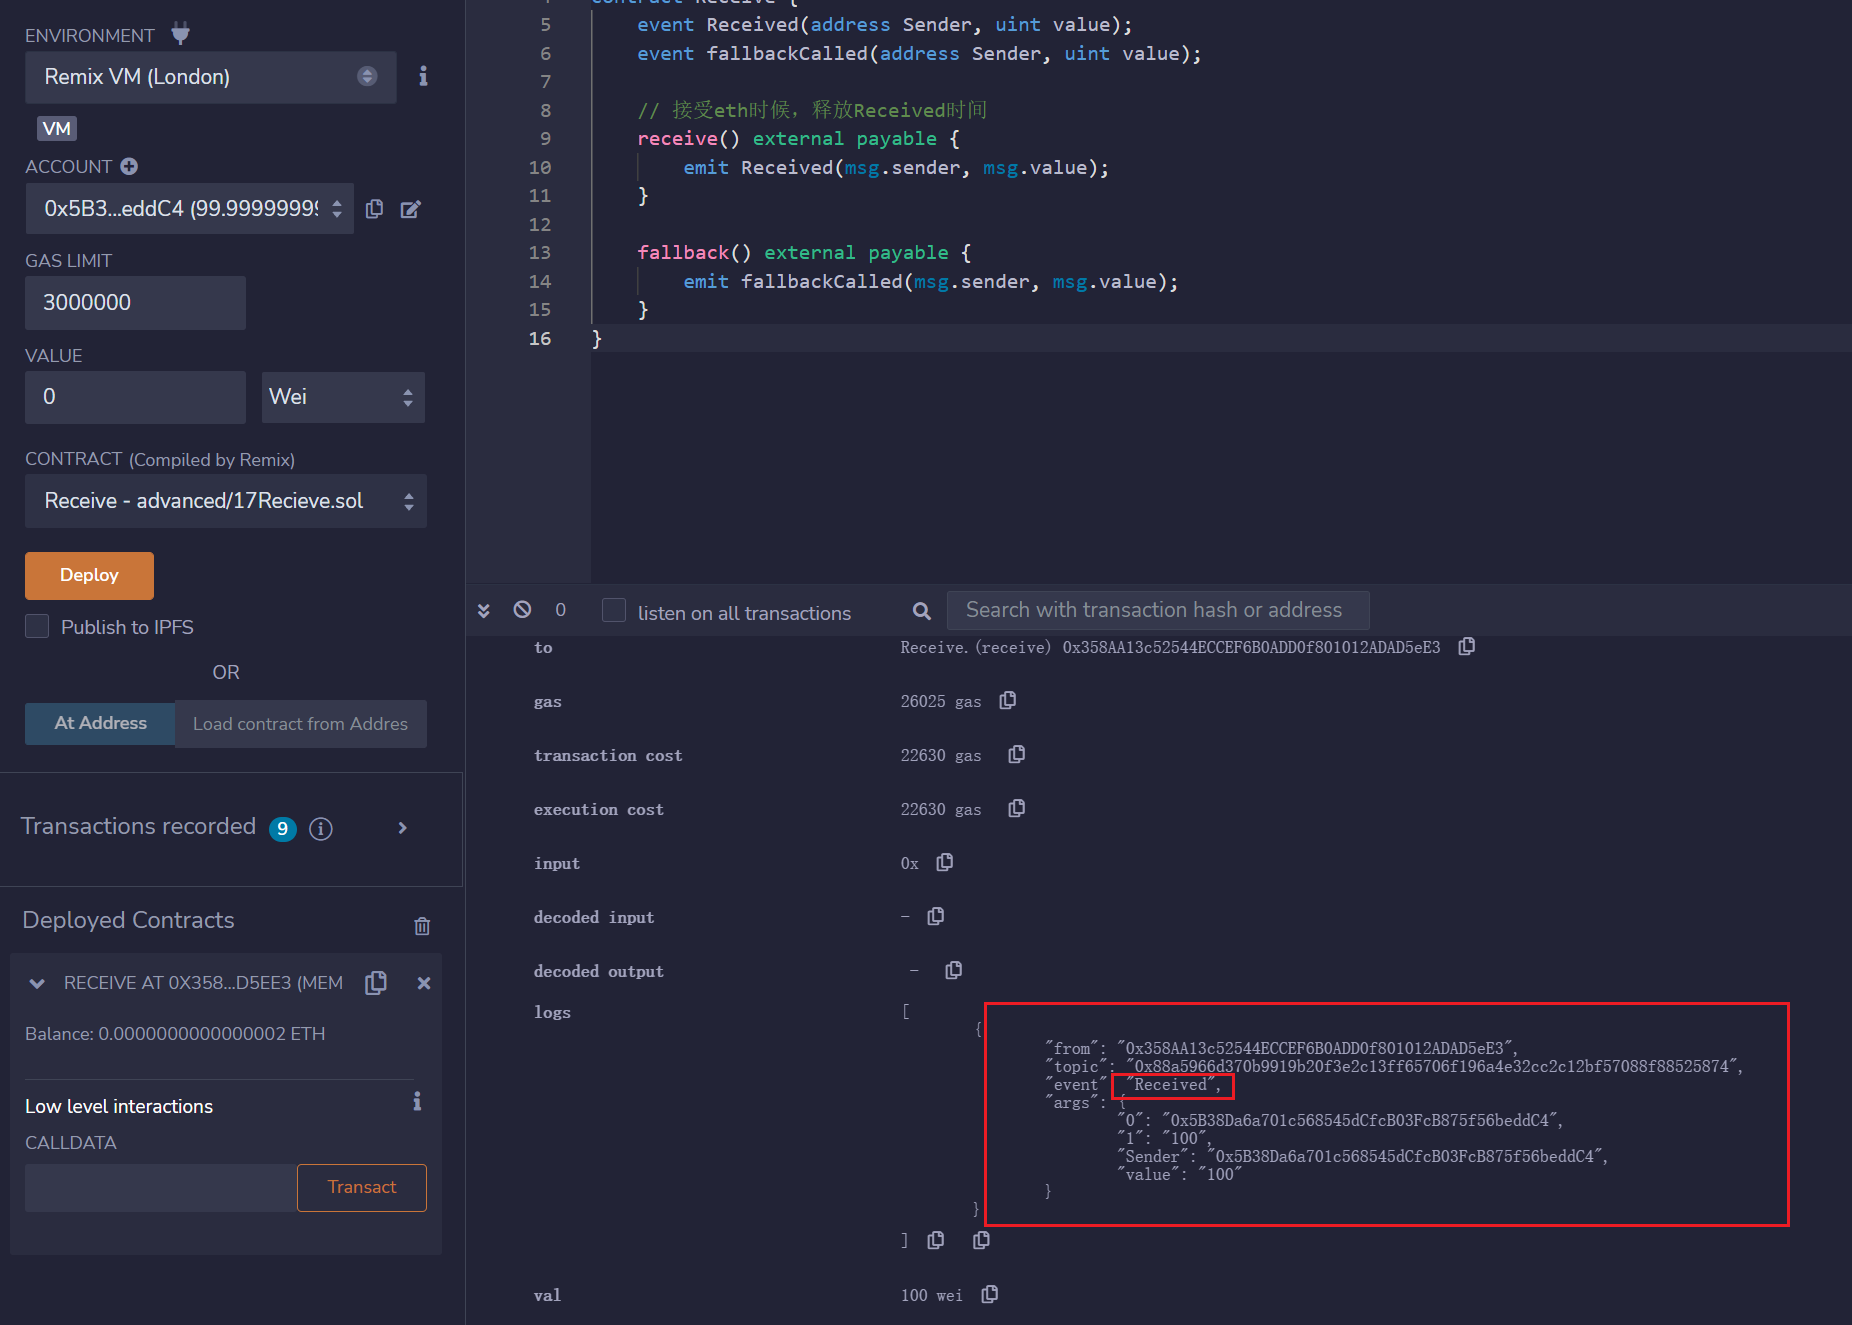 ENVIRONMENT
Remix VM (London)
VM
ACCOUNT
0x5B3...eddC4 (99.99999999
GAS LIMIT
3000000
VALUE
0
Wei
CONTRACT (Compiled by Remix)
Receive - advanced/17Recieve.sol
Deploy
Publish to IPFS
OR
At Address
Load contract from Addres
Transactions recorded 9
Deployed Contracts
RECEIVE AT 0X358...D5EE3 (MEM
Balance: 0.0000000000000002 ETH
Low level interactions
CALLDATA
Transact
4 contract Receive {
5 event Received(address Sender, uint value);
6 event fallbackCalled(address Sender, uint value);
7
8 // 接受eth时候，释放Received时间
9 receive() external payable {
10 emit Received(msg.sender, msg.value);
11 }
12
13 fallback() external payable {
14 emit fallbackCalled(msg.sender, msg.value);
15 }
16 }
0
listen on all transactions
Search with transaction hash or address
to Receive.(receive) 0x358AA13c52544ECCEF6B0ADD0f801012ADAD5eE3
gas 26025 gas
transaction cost 22630 gas
execution cost 22630 gas
input 0x
decoded input -
decoded output -
logs [
{
"from": "0x358AA13c52544ECCEF6B0ADD0f801012ADAD5eE3",
"topic": "0x88a5966d370b9919b20f3e2c13ff65706f196a4e32cc2c12bf57088f88525874",
"event": "Received",
"args": {
"0": "0x5B38Da6a701c568545dCfcB03FcB875f56beddC4",
"1": "100",
"Sender": "0x5B38Da6a701c568545dCfcB03FcB875f56beddC4",
"value": "100"
}
}
]
val 100 wei